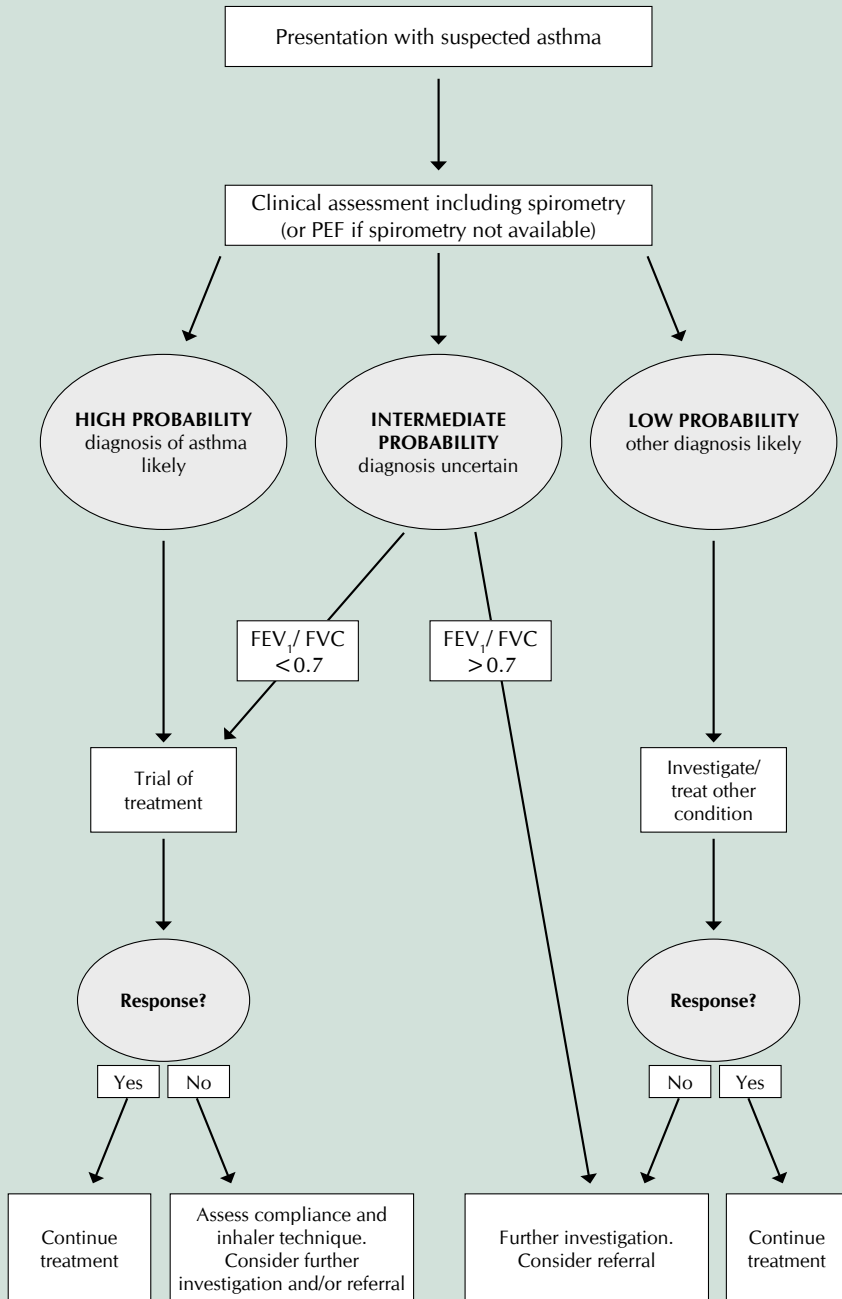 Presentation with suspected asthma
Clinical assessment including spirometry
(or PEF if spirometry not available)
HIGH PROBABILITY
diagnosis of asthma
likely
INTERMEDIATE
PROBABILITY
diagnosis uncertain
LOW PROBABILITY
other diagnosis likely
FEV₁/ FVC
<0.7
FEV₁/ FVC
>0.7
Trial of
treatment
Investigate/
treat other
condition
Response?
Response?
Yes
No
No
Yes
Continue
treatment
Assess compliance and
inhaler technique.
Consider further
investigation and/or referral
Further investigation.
Consider referral
Continue
treatment